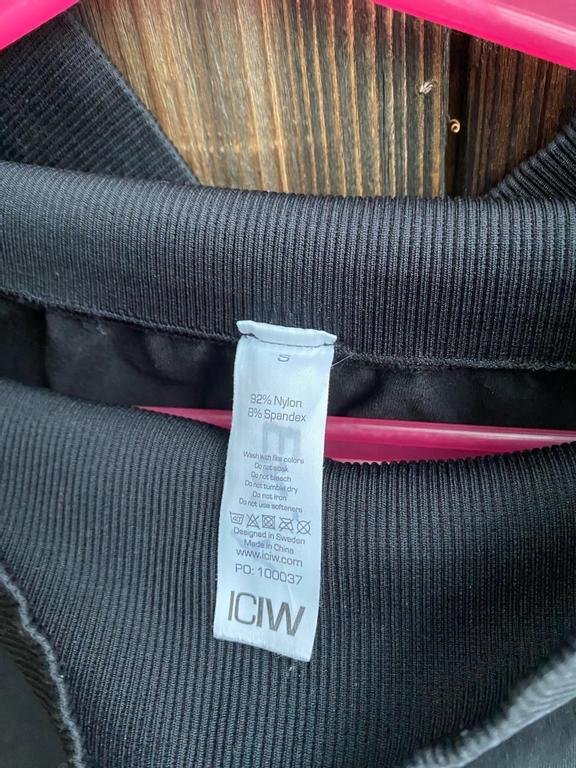 S
92% Nylon
8% Spandex
Wash with like colors
Do not soak
Do not bleach
Do not tumble dry
Do not iron
Do not use softeners
Designed in Sweden
Made in China
www.iciw.com
PO: 100037
ICIW